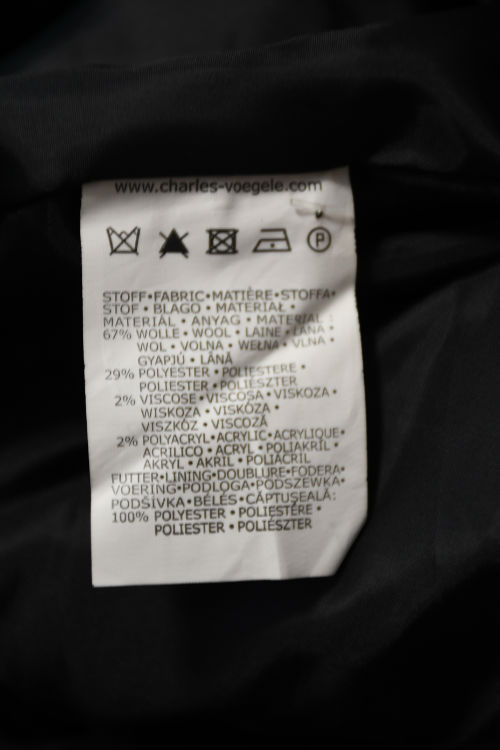 www.charles-voegele.com
P
STOFF•FABRIC•MATIÈRE•STOFFA•
STOF • BLAGO • MATERIAŁ •
MATERIÁL • ANYAG • MATERIAL :
67% WOLLE • WOOL • LAINE • LANA •
WOL • VOLNA • WEŁNA • VLNA •
GYAPJÚ • LÂNĂ
29% POLYESTER • POLIESTERE •
POLIESTER • POLIÉSZTER
2% VISCOSE • VISCOSA • VISKOZA •
WISKOZA • VISKÓZA •
VISZKÓZ • VISCOZĂ
2% POLYACRYL•ACRYLIC•ACRYLIQUE•
ACRILICO • ACRYL • POLIAKRIL •
AKRYL • AKRIL • POLIACRIL
FUTTER•LINING•DOUBLURE•FODERA•
VOERING•PODLOGA•PODSZEWKA•
PODŠÍVKA•BÉLÉS•CĂPTUȘEALĂ:
100% POLYESTER • POLIESTERE •
POLIESTER • POLIÉSZTER